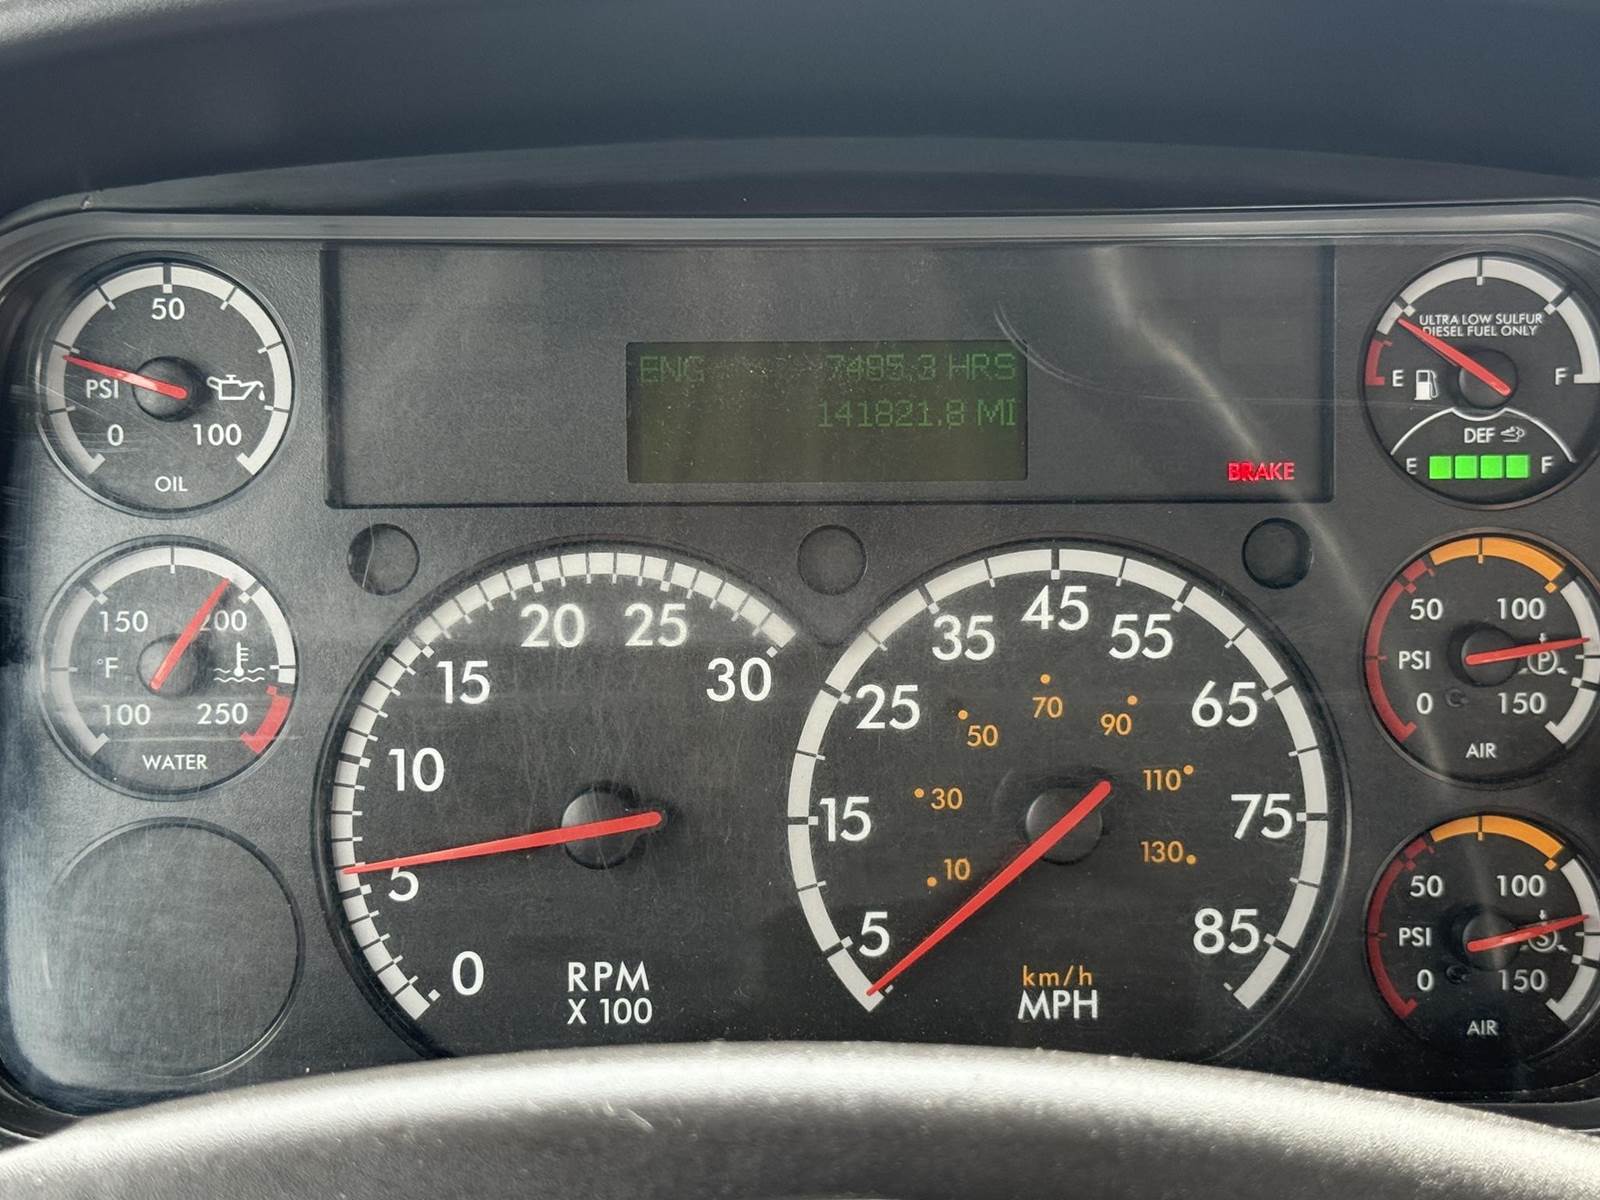 50
PSI
0 100
OIL
ENG 7485.3 HRS
141821.8 MI
BRAKE
ULTRA LOW SULFUR
DIESEL FUEL ONLY
E F
DEF
E F
150 200
°F
100 250
WATER
0 5 10 15 20 25 30
RPM
X 100
5 15 25 35 45 55 65 75 85
10 30 50 70 90 110 130
km/h
MPH
50 100
PSI P
0 150
AIR
50 100
PSI S
0 150
AIR